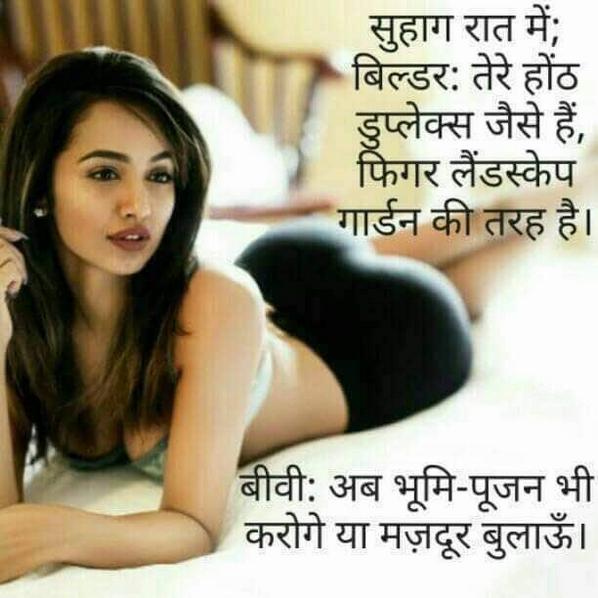 सुहाग रात में;
बिल्डर: तेरे होंठ
डुप्लेक्स जैसे हैं,
फिगर लैंडस्केप
गार्डन की तरह है।
बीवी: अब भूमि-पूजन भी
करोगे या मज़दूर बुलाऊँ।